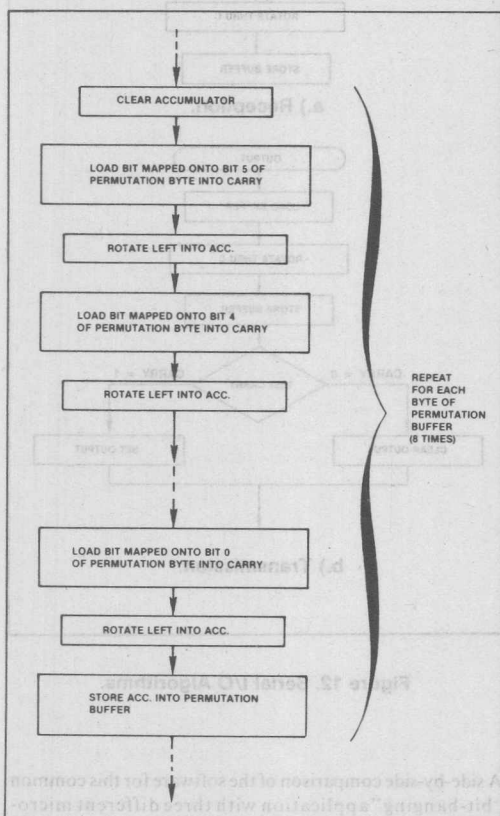 CLEAR ACCUMULATOR
LOAD BIT MAPPED ONTO BIT 5 OF
PERMUTATION BYTE INTO CARRY
ROTATE LEFT INTO ACC.
LOAD BIT MAPPED ONTO BIT 4
OF PERMUTATION BYTE INTO CARRY
ROTATE LEFT INTO ACC.
REPEAT
FOR EACH
BYTE OF
PERMUTATION
BUFFER
(8 TIMES)
LOAD BIT MAPPED ONTO BIT 0
OF PERMUTATION BYTE INTO CARRY
ROTATE LEFT INTO ACC.
STORE ACC. INTO PERMUTATION
BUFFER